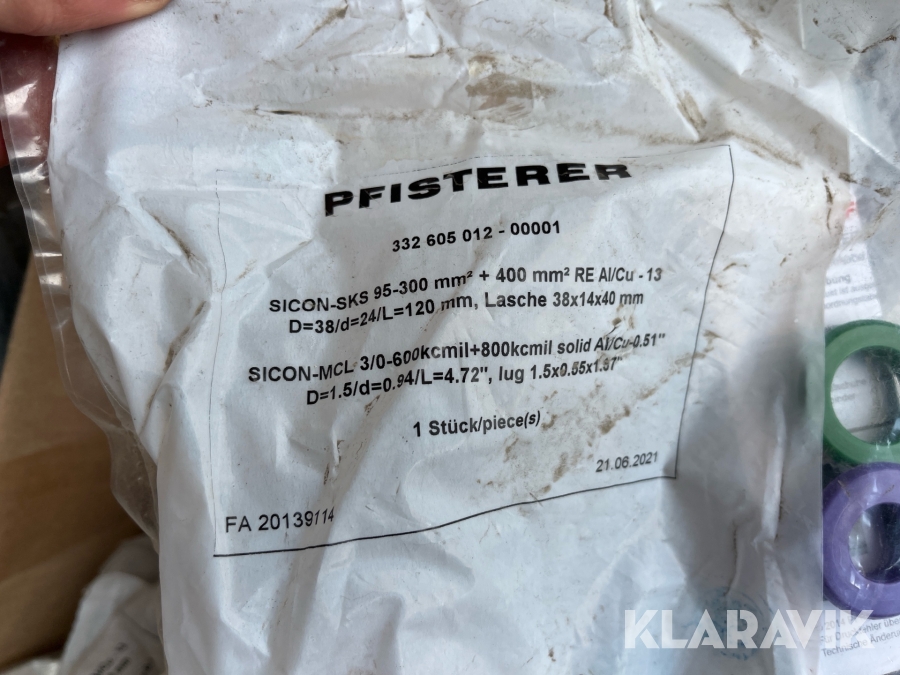 PFISTERER
332 605 012 - 00001
SICON-SKS 95-300 mm² + 400 mm² RE Al/Cu - 13
D=38/d=24/L=120 mm, Lasche 38x14x40 mm
SICON-MCL 3/0-600kcmil+800kcmil solid Al/Cu-0.51"
D=1.5/d=0.94/L=4.72", lug 1.5x0.55x1.57"
1 Stück/piece(s)
21.06.2021
FA 20139114
KLARAVIK
Technische Änderun